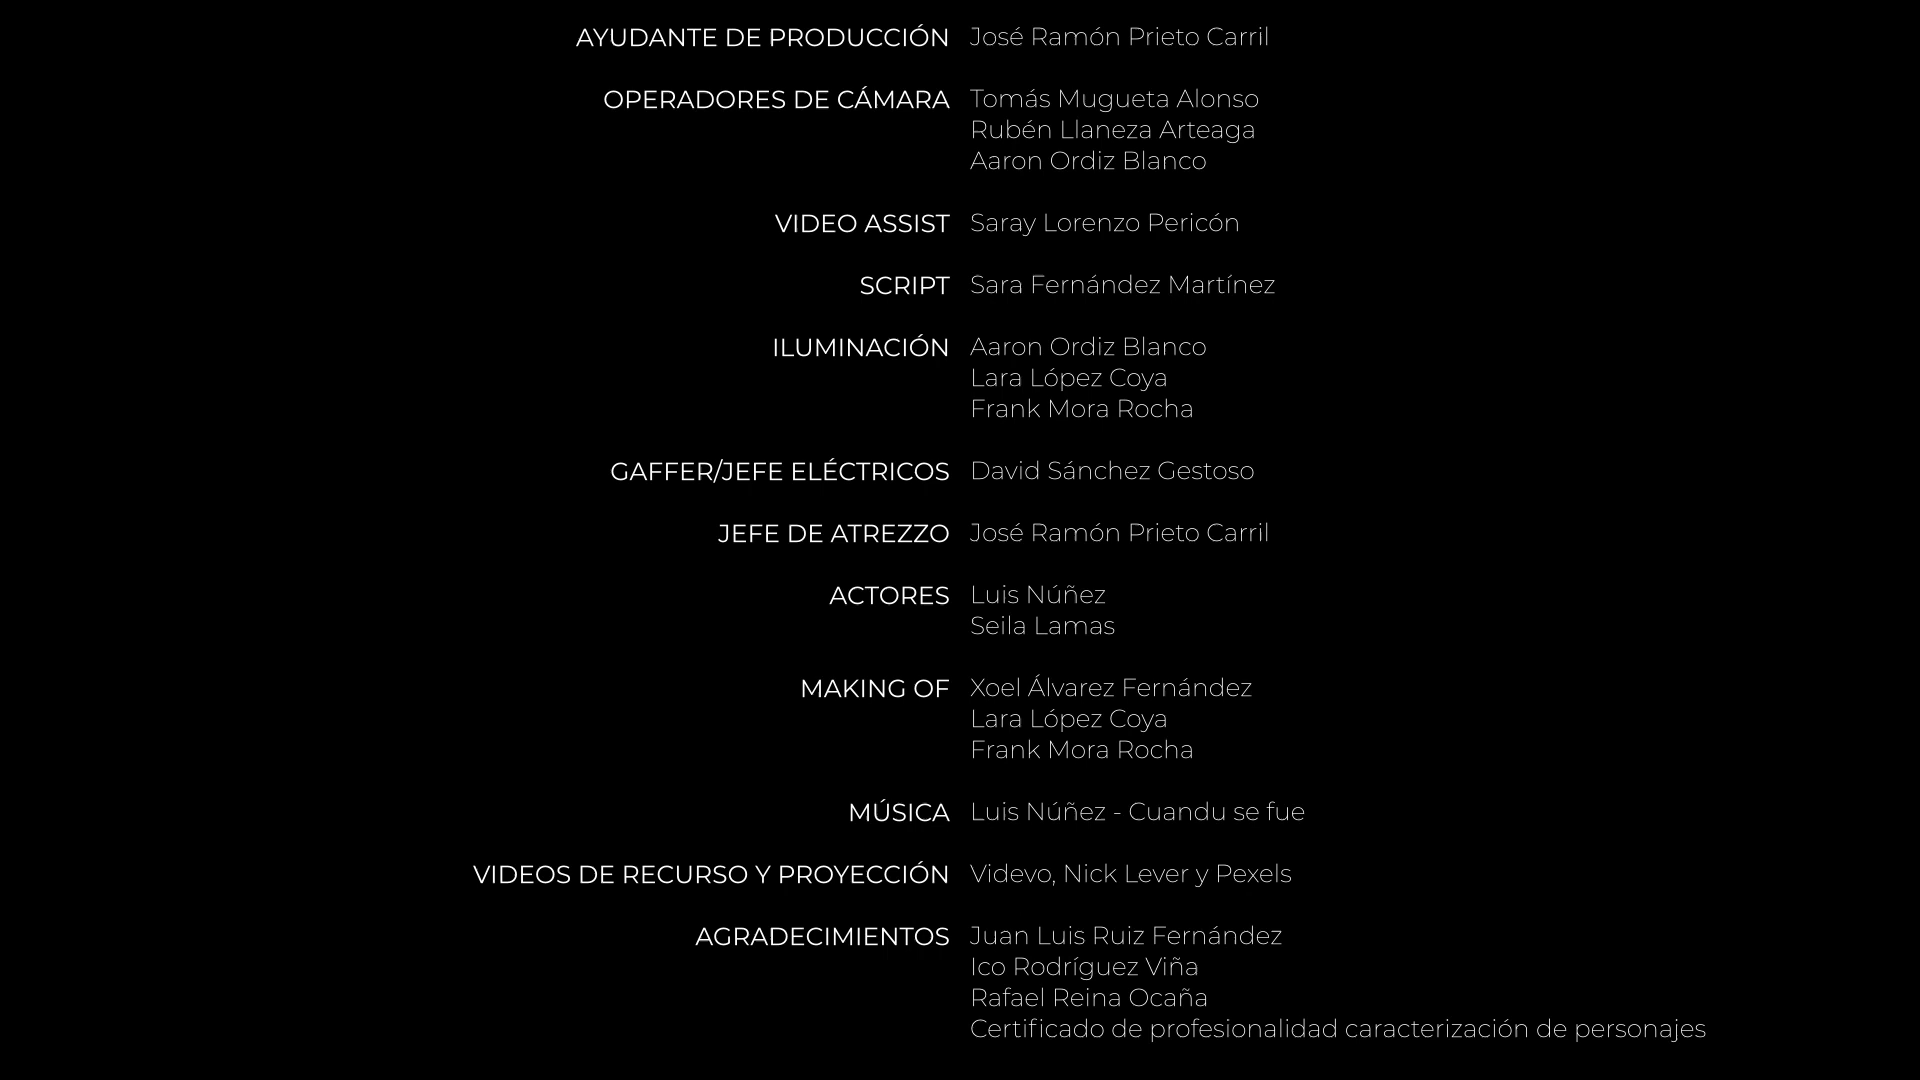 AYUDANTE DE PRODUCCIÓN José Ramón Prieto Carril
OPERADORES DE CÁMARA Tomás Mugueta Alonso
Rubén Llaneza Arteaga
Aaron Ordiz Blanco
VIDEO ASSIST Saray Lorenzo Pericón
SCRIPT Sara Fernández Martínez
ILUMINACIÓN Aaron Ordiz Blanco
Lara López Coya
Frank Mora Rocha
GAFFER/JEFE ELÉCTRICOS David Sánchez Gestoso
JEFE DE ATREZZO José Ramón Prieto Carril
ACTORES Luis Núñez
Seila Lamas
MAKING OF Xoel Álvarez Fernández
Lara López Coya
Frank Mora Rocha
MÚSICA Luis Núñez - Cuandu se fue
VIDEOS DE RECURSO Y PROYECCIÓN Videvo, Nick Lever y Pexels
AGRADECIMIENTOS Juan Luis Ruiz Fernández
Ico Rodríguez Viña
Rafael Reina Ocaña
Certificado de profesionalidad caracterización de personajes